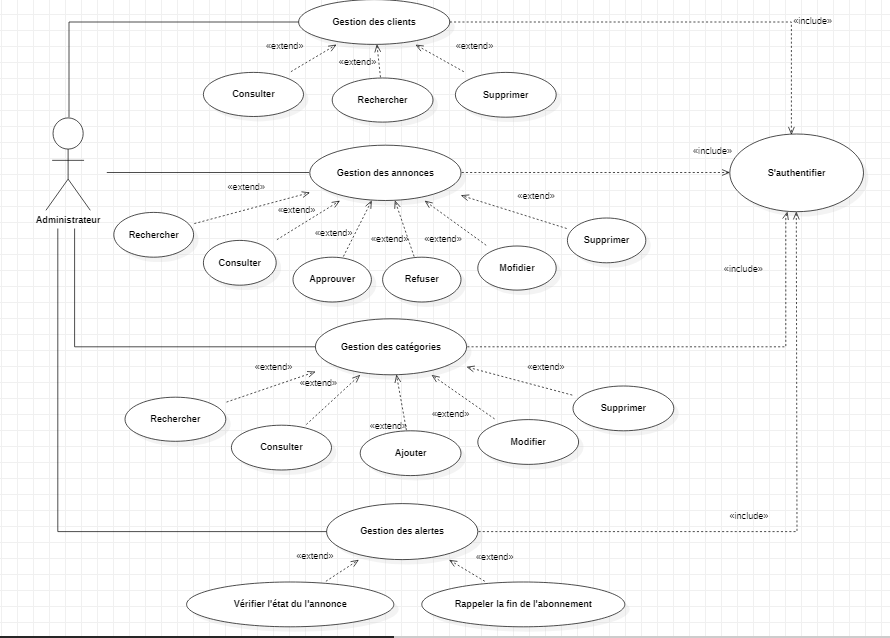 Gestion des clients
«include»
«extend»
«extend»
«extend»
Consulter
Rechercher
Supprimer
Administrateur
Gestion des annonces
«include»
S'authentifier
«extend»
«extend»
«extend»
«extend»
«extend»
«extend»
Rechercher
Consulter
Approuver
Refuser
Mofidier
Supprimer
«include»
Gestion des catégories
«extend»
«extend»
«extend»
«extend»
«extend»
Rechercher
Consulter
Ajouter
Modifier
Supprimer
Gestion des alertes
«include»
«extend»
«extend»
Vérifier l'état du l'annonce
Rappeler la fin de l'abonnement